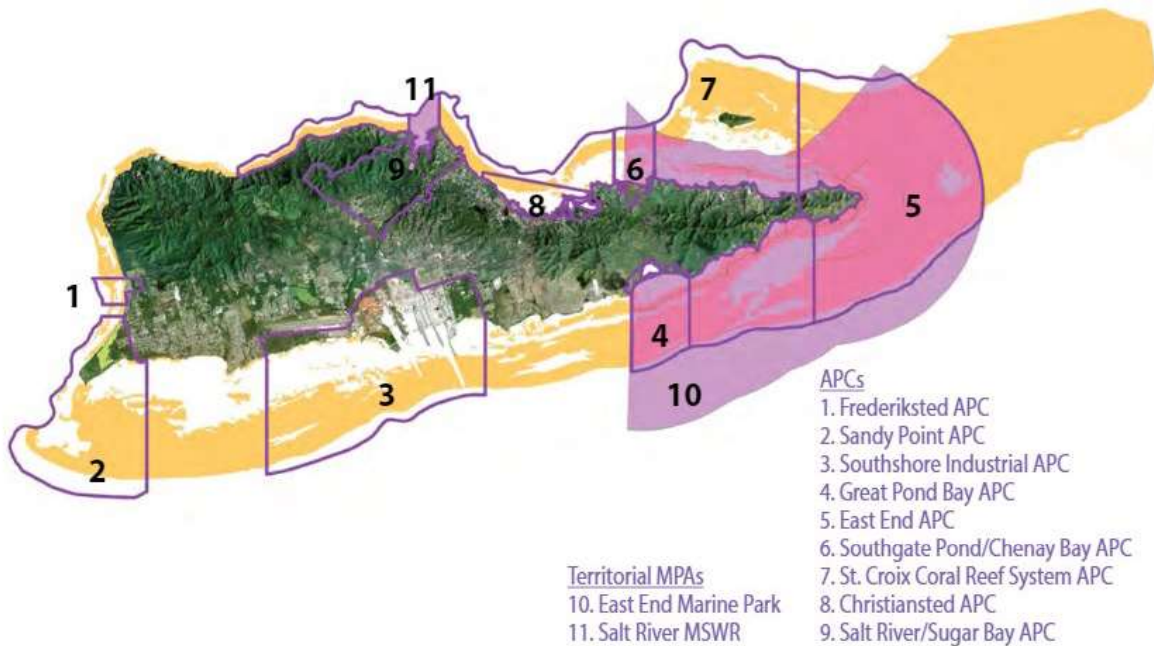 11
7
9
6
8
5
1
4
3
10
2
APCs
1. Frederiksted APC
2. Sandy Point APC
3. Southshore Industrial APC
4. Great Pond Bay APC
5. East End APC
6. Southgate Pond/Chenay Bay APC
7. St. Croix Coral Reef System APC
8. Christiansted APC
9. Salt River/Sugar Bay APC
Territorial MPAs
10. East End Marine Park
11. Salt River MSWR